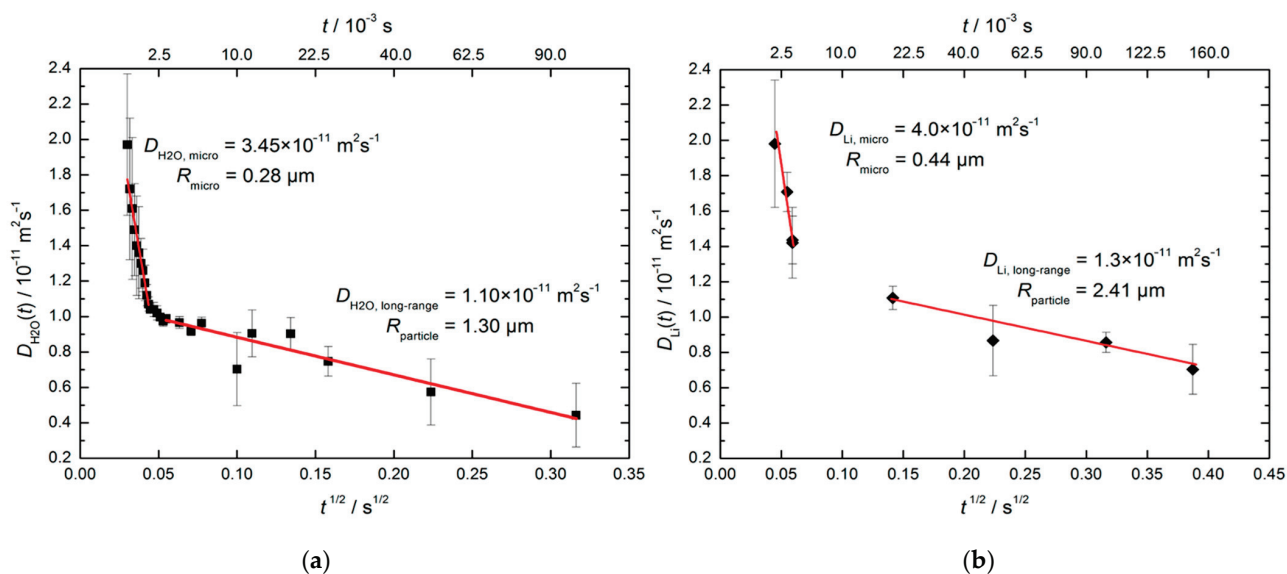 t / 10⁻³ s
2.5 10.0 22.5 40.0 62.5 90.0
2.4
2.2
2.0
1.8
1.6
1.4
1.2
1.0
0.8
0.6
0.4
0.2
D_H2O(t) / 10⁻¹¹ m²s⁻¹
D_H2O, micro = 3.45×10⁻¹¹ m²s⁻¹
R_micro = 0.28 µm
D_H2O, long-range = 1.10×10⁻¹¹ m²s⁻¹
R_particle = 1.30 µm
0.00 0.05 0.10 0.15 0.20 0.25 0.30 0.35
t^1/2 / s^1/2
(a)
t / 10⁻³ s
2.5 10.0 22.5 40.0 62.5 90.0 122.5 160.0
2.4
2.2
2.0
1.8
1.6
1.4
1.2
1.0
0.8
0.6
0.4
0.2
D_Li(t) / 10⁻¹¹ m²s⁻¹
D_Li, micro = 4.0×10⁻¹¹ m²s⁻¹
R_micro = 0.44 µm
D_Li, long-range = 1.3×10⁻¹¹ m²s⁻¹
R_particle = 2.41 µm
0.00 0.05 0.10 0.15 0.20 0.25 0.30 0.35 0.40 0.45
t^1/2 / s^1/2
(b)